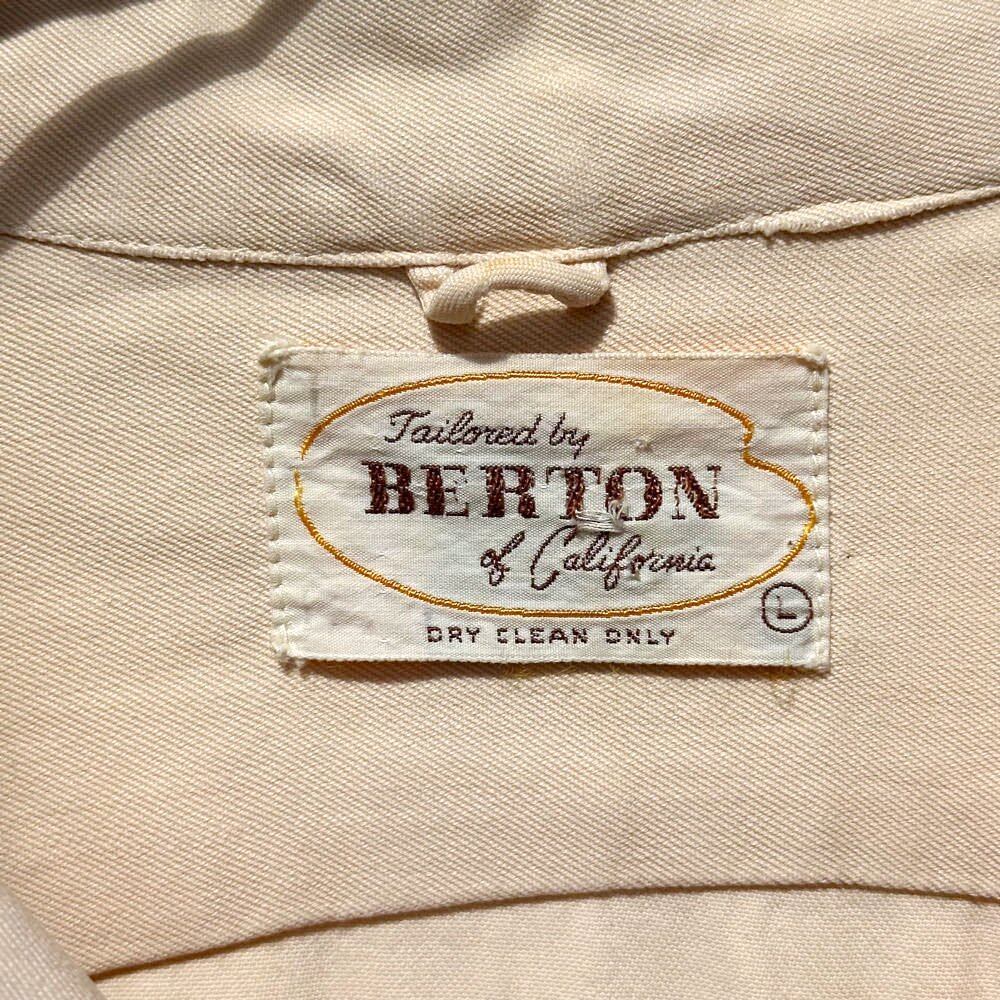 Tailored by
BERTON
of California
L
DRY CLEAN ONLY